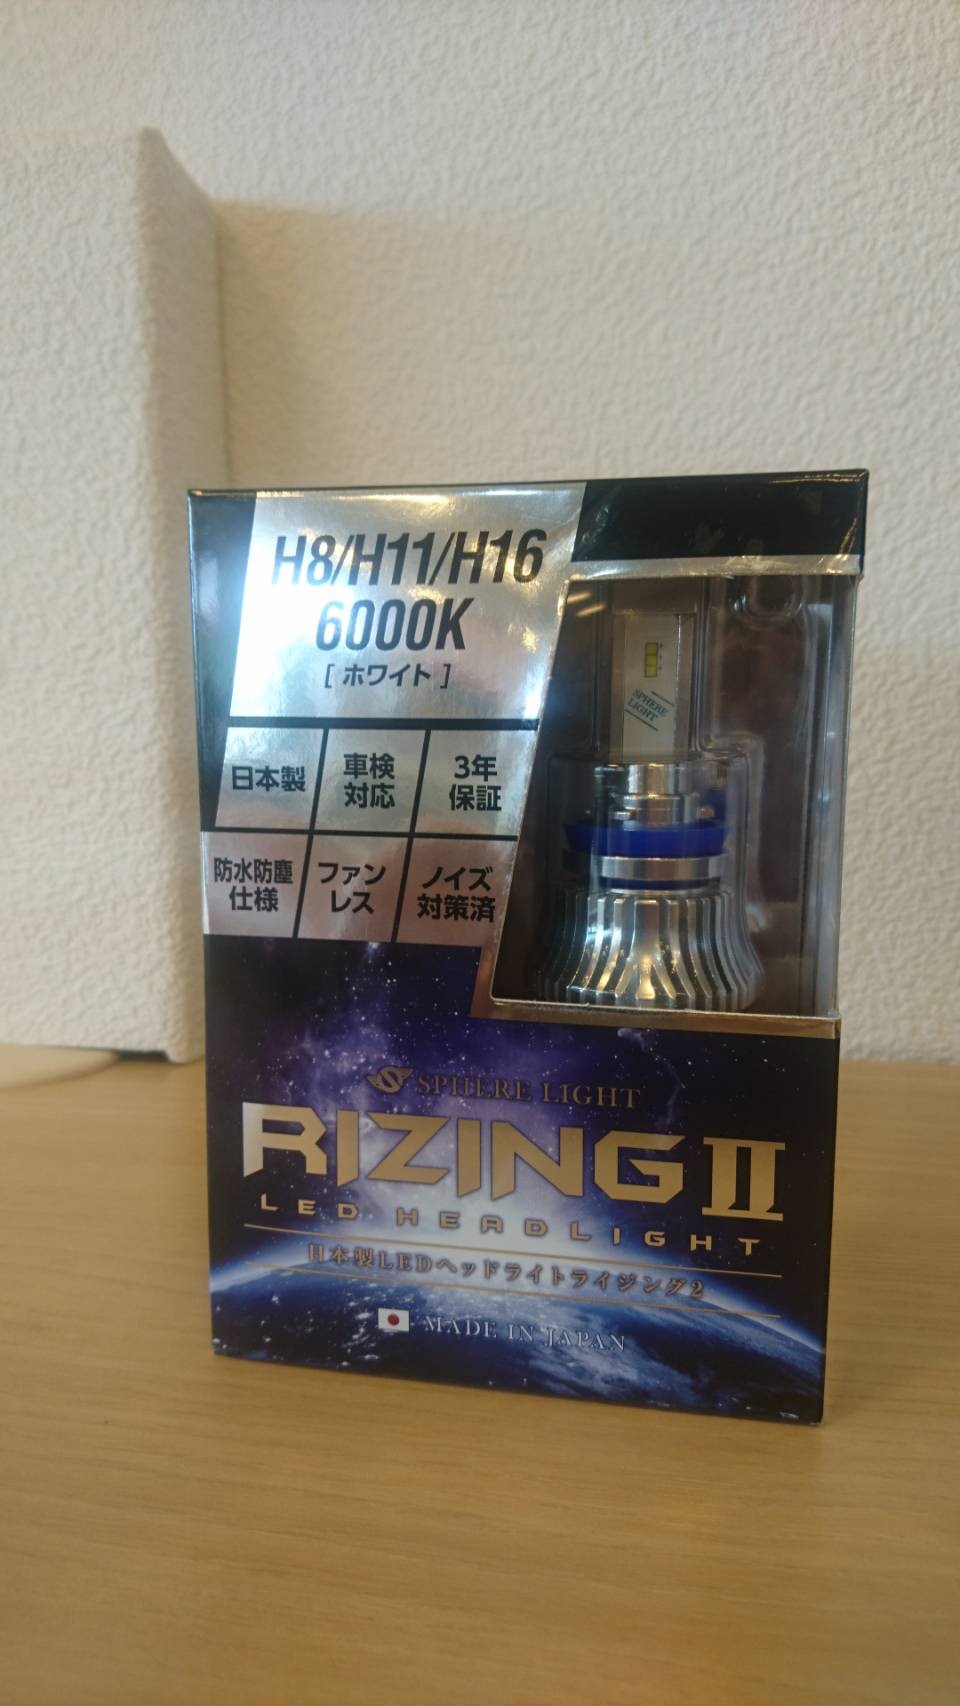 H8/H11/H16
6000K
[ ホワイト ]
日本製
車検
対応
3年
保証
防水防塵
仕様
ファン
レス
ノイズ
対策済
SPHERE
LIGHT
SPHERE LIGHT
RIZING II
LED HEADLIGHT
日本製LEDヘッドライトライジング2
MADE IN JAPAN